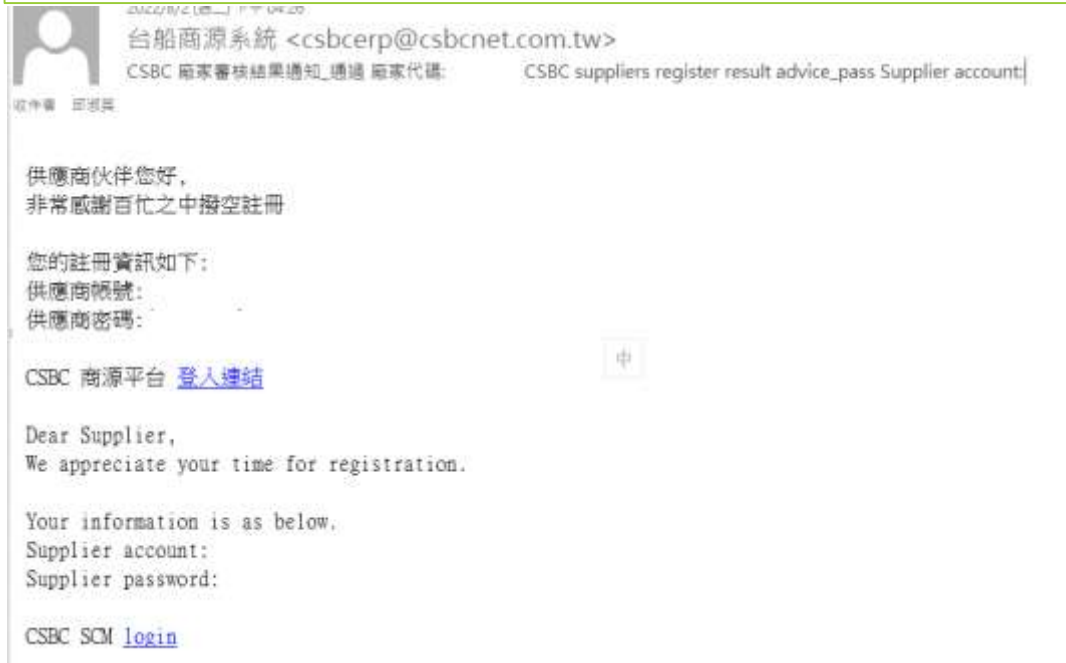 台船商源系統 <csbcerp@csbcnet.com.tw>
CSBC 廠家審核結果通知_通過 廠家代碼: CSBC suppliers register result advice_pass Supplier account:
收件者
供應商伙伴您好,
非常感謝百忙之中撥空註冊
您的註冊資訊如下:
供應商帳號:
供應商密碼:
中
CSBC 商源平台 登入連結
Dear Supplier,
We appreciate your time for registration.
Your information is as below.
Supplier account:
Supplier password:
CSBC SCM login